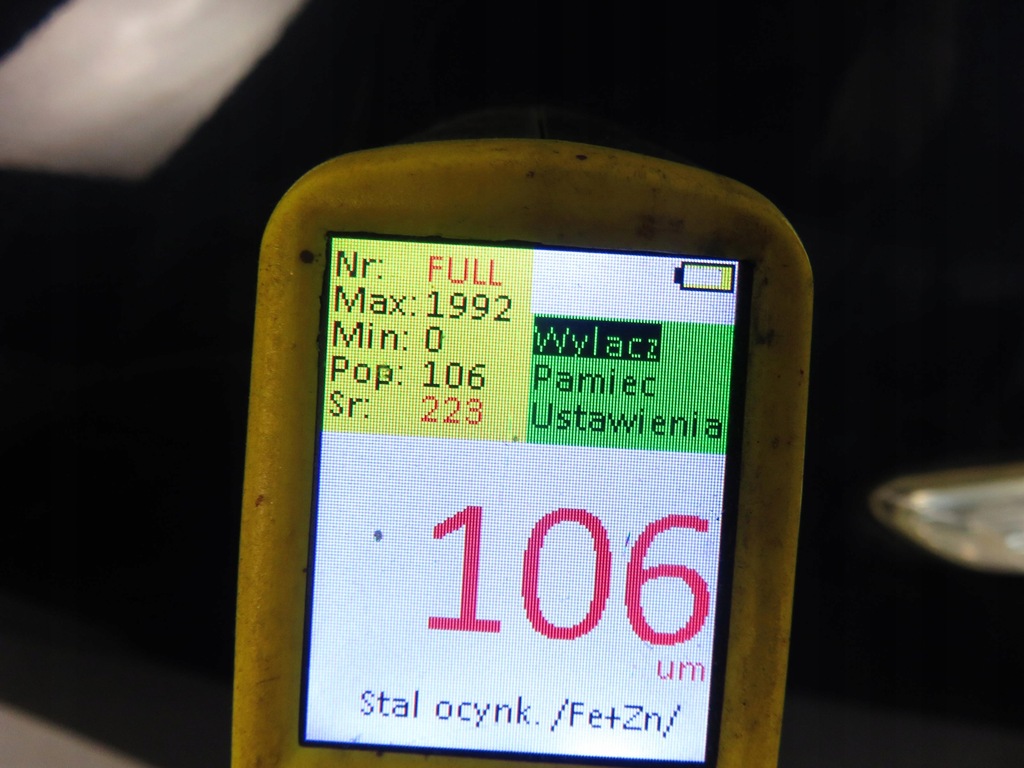 Nr: FULL
Max: 1992
Min: 0
Pop: 106
Sr: 223
Wylacz
Pamiec
Ustawienia
106
um
Stal ocynk. /Fe+Zn/